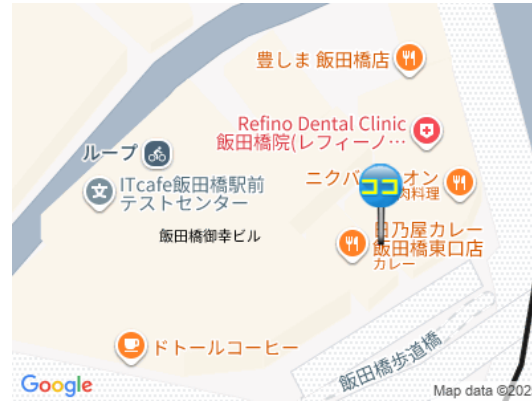 豊しま 飯田橋店
Refino Dental Clinic
飯田橋院(レフィーノ…
ループ
ITcafe飯田橋駅前
テストセンター
ニクバ
オン
肉料理
ココ
飯田橋御幸ビル
日乃屋カレー
飯田橋東口店
カレー
ドトールコーヒー
飯田橋歩道橋
Google
Map data ©202